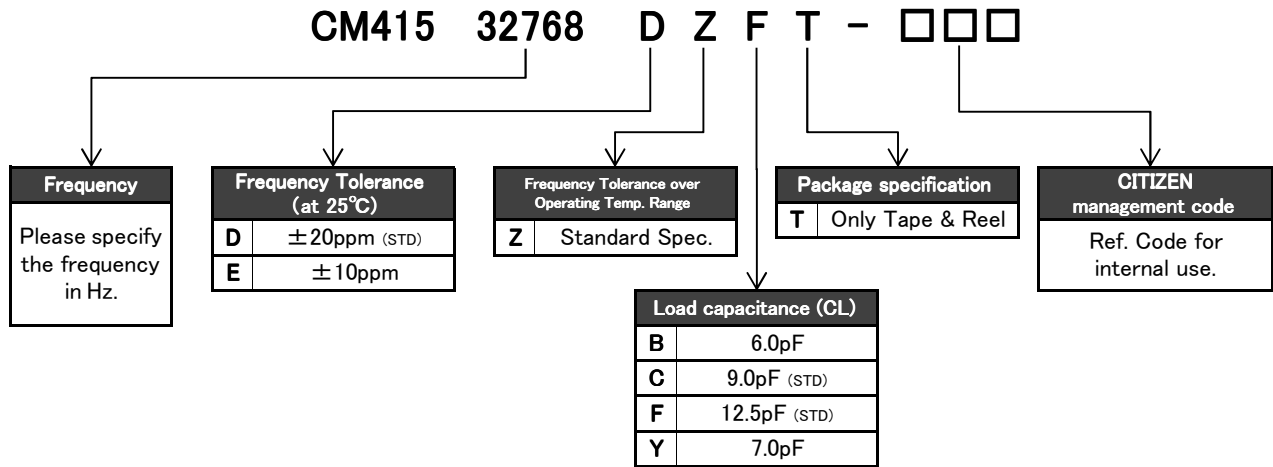 CM415 32768 D Z F T - □□□
Frequency
Please specify
the frequency
in Hz.
Frequency Tolerance
(at 25℃)
D ±20ppm (STD)
E ±10ppm
Frequency Tolerance over
Operating Temp. Range
Z Standard Spec.
Load capacitance (CL)
B 6.0pF
C 9.0pF (STD)
F 12.5pF (STD)
Y 7.0pF
Package specification
T Only Tape & Reel
CITIZEN
management code
Ref. Code for
internal use.